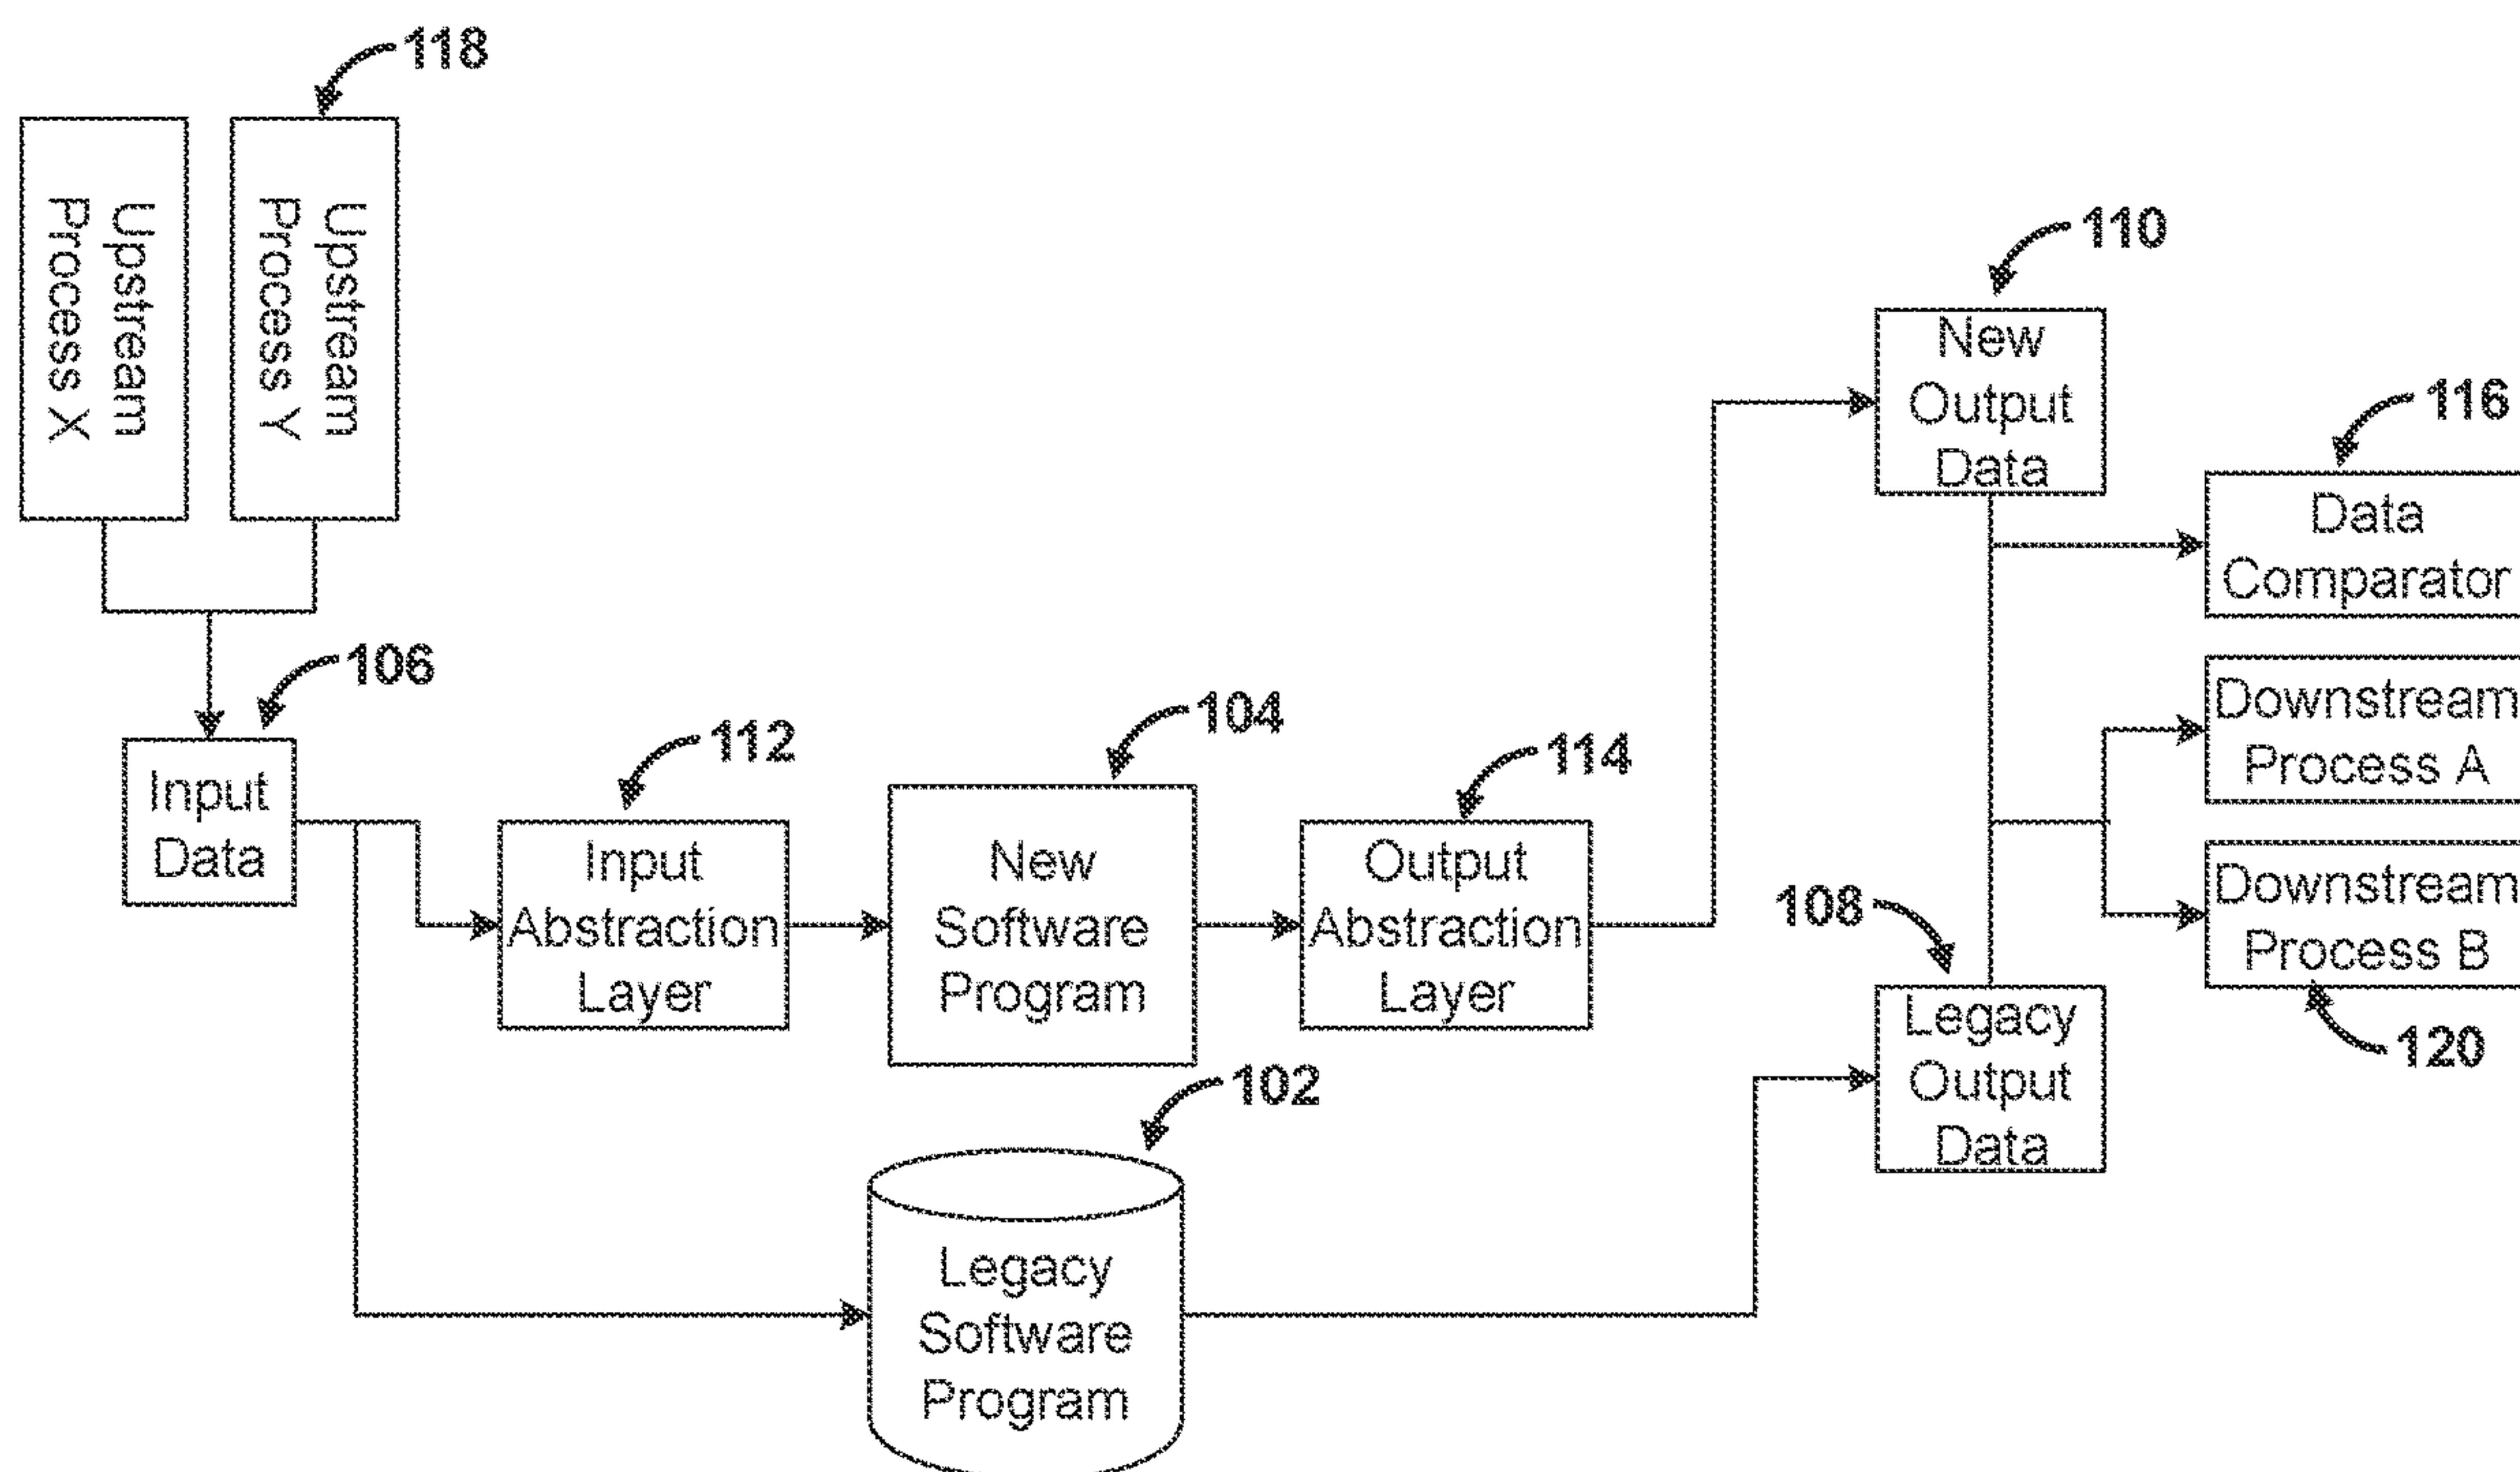 118
Upstream
Process X
Upstream
Process Y
110
New
Output
Data
116
Data
Comparator
106
Input
Data
112
Input
Abstraction
Layer
104
New
Software
Program
114
Output
Abstraction
Layer
Downstream
Process A
Downstream
Process B
120
108
Legacy
Output
Data
102
Legacy
Software
Program